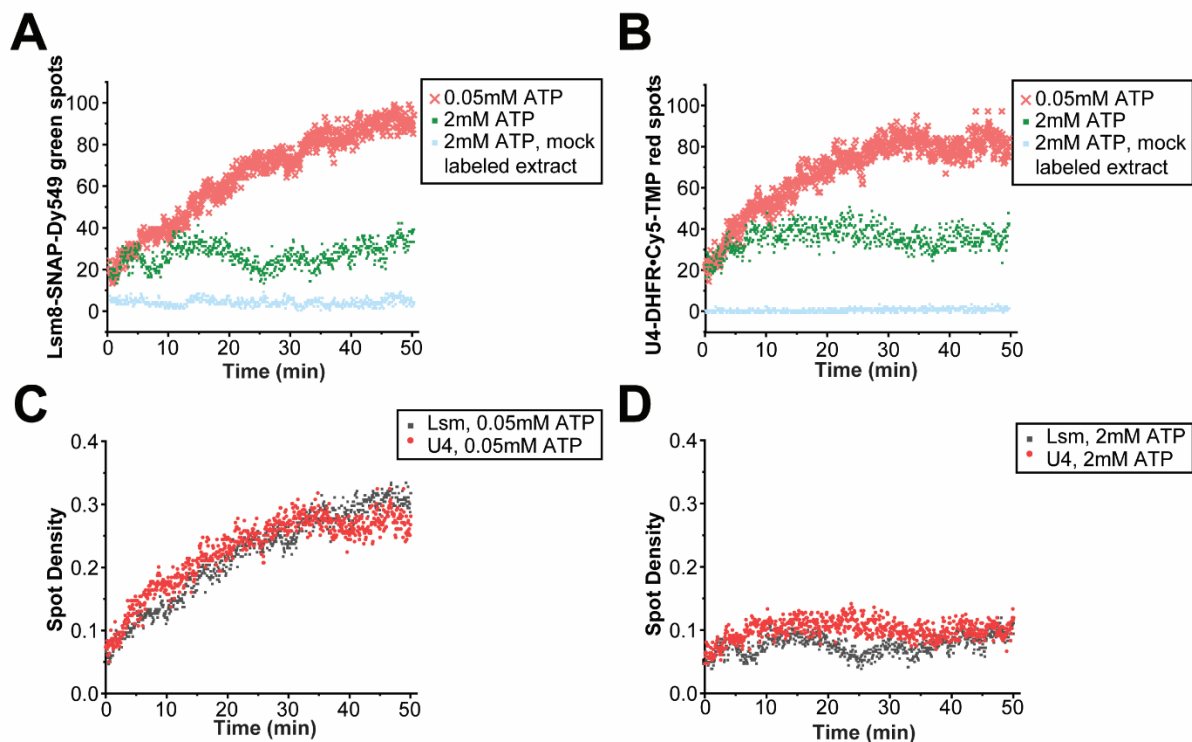 A
Lsm8-SNAP-Dy549 green spots
100
80
60
40
20
0
0 10 20 30 40 50
Time (min)
0.05mM ATP
2mM ATP
2mM ATP, mock
labeled extract
B
U4-DHFR•Cy5-TMP red spots
100
80
60
40
20
0
0 10 20 30 40 50
Time (min)
0.05mM ATP
2mM ATP
2mM ATP, mock
labeled extract
C
Spot Density
0.4
0.3
0.2
0.1
0.0
0 10 20 30 40 50
Time (min)
Lsm, 0.05mM ATP
U4, 0.05mM ATP
D
Spot Density
0.4
0.3
0.2
0.1
0.0
0 10 20 30 40 50
Time (min)
Lsm, 2mM ATP
U4, 2mM ATP